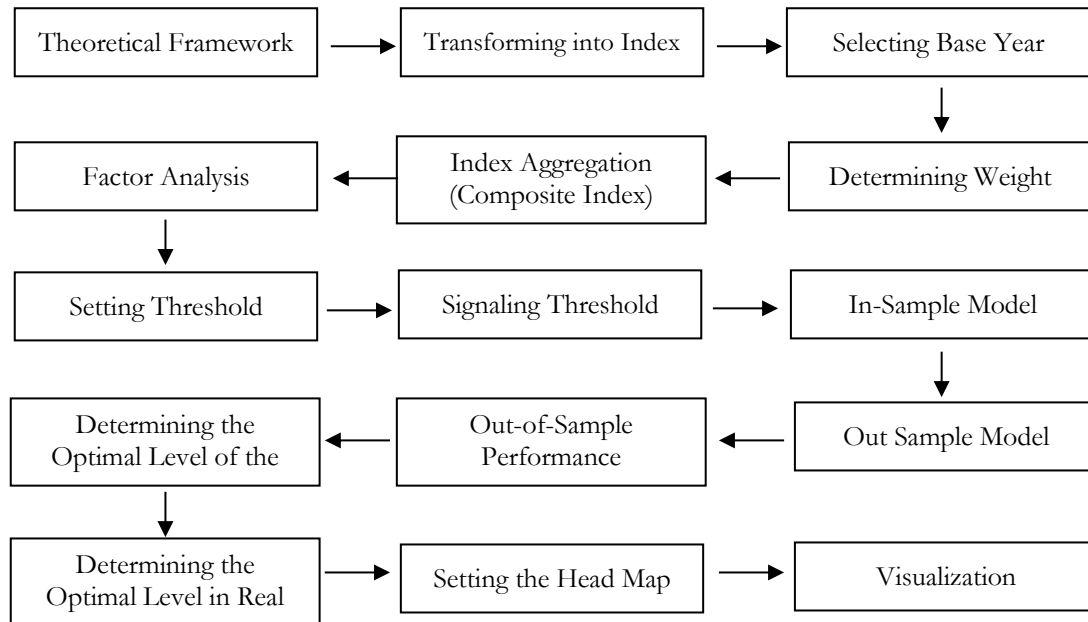 Theoretical Framework
Transforming into Index
Selecting Base Year
Determining Weight
Index Aggregation
(Composite Index)
Factor Analysis
Setting Threshold
Signaling Threshold
In-Sample Model
Out Sample Model
Out-of-Sample
Performance
Determining the
Optimal Level of the
Determining the
Optimal Level in Real
Setting the Head Map
Visualization